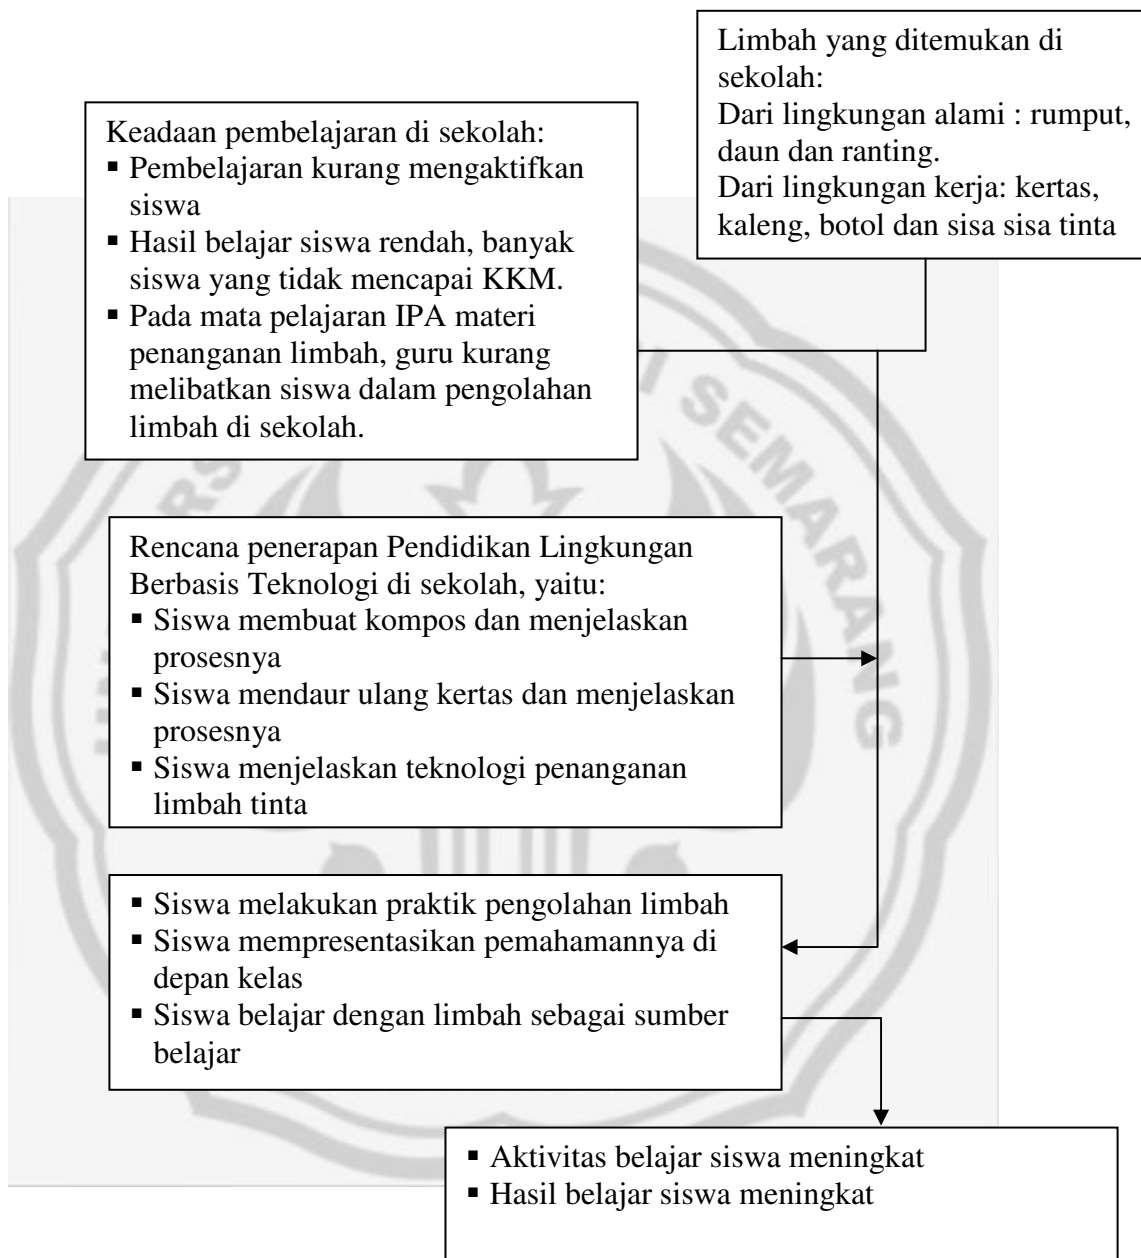 Limbah yang ditemukan di
sekolah:
Dari lingkungan alami : rumput,
daun dan ranting.
Dari lingkungan kerja: kertas,
kaleng, botol dan sisa sisa tinta
Keadaan pembelajaran di sekolah:
▪ Pembelajaran kurang mengaktifkan
siswa
▪ Hasil belajar siswa rendah, banyak
siswa yang tidak mencapai KKM.
▪ Pada mata pelajaran IPA materi
penanganan limbah, guru kurang
melibatkan siswa dalam pengolahan
limbah di sekolah.
Rencana penerapan Pendidikan Lingkungan
Berbasis Teknologi di sekolah, yaitu:
▪ Siswa membuat kompos dan menjelaskan
prosesnya
▪ Siswa mendaur ulang kertas dan menjelaskan
prosesnya
▪ Siswa menjelaskan teknologi penanganan
limbah tinta
▪ Siswa melakukan praktik pengolahan limbah
▪ Siswa mempresentasikan pemahamannya di
depan kelas
▪ Siswa belajar dengan limbah sebagai sumber
belajar
▪ Aktivitas belajar siswa meningkat
▪ Hasil belajar siswa meningkat
SEMARANG